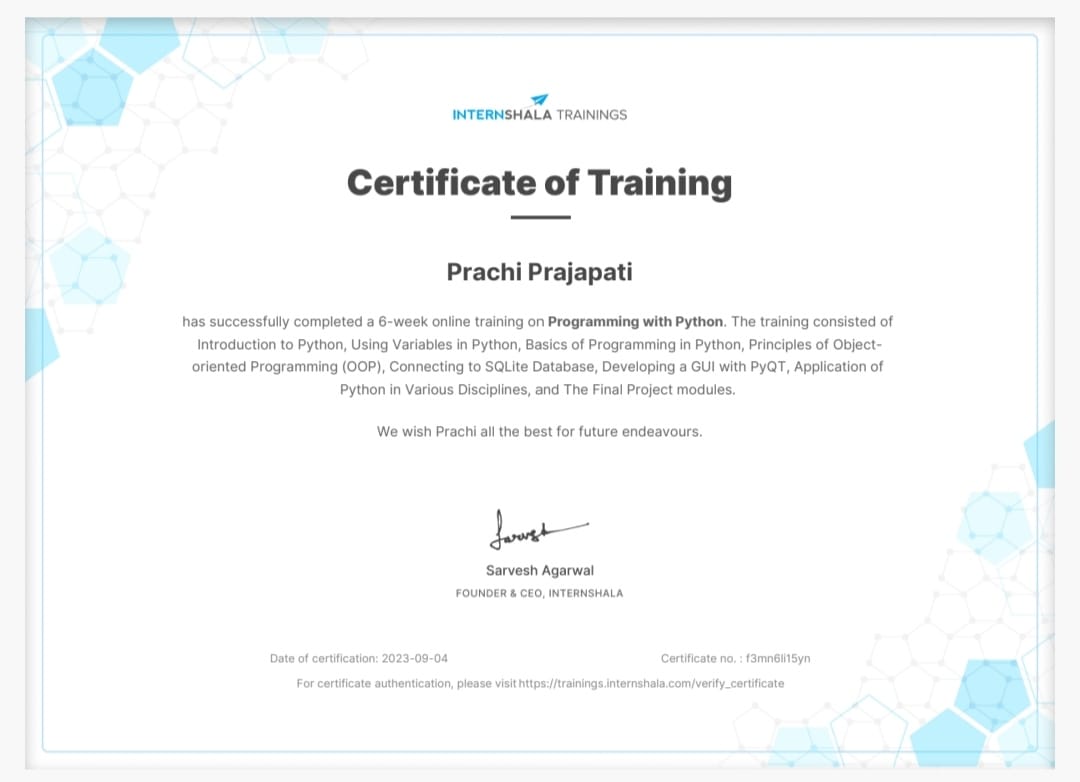 INTERNSHALA TRAININGS
Certificate of Training
Prachi Prajapati
has successfully completed a 6-week online training on Programming with Python. The training consisted of
Introduction to Python, Using Variables in Python, Basics of Programming in Python, Principles of Object-
oriented Programming (OOP), Connecting to SQLite Database, Developing a GUI with PyQT, Application of
Python in Various Disciplines, and The Final Project modules.
We wish Prachi all the best for future endeavours.
Sarvesh
Sarvesh Agarwal
FOUNDER & CEO, INTERNSHALA
Date of certification: 2023-09-04 Certificate no. : f3mn6li15yn
For certificate authentication, please visit https://trainings.internshala.com/verify_certificate